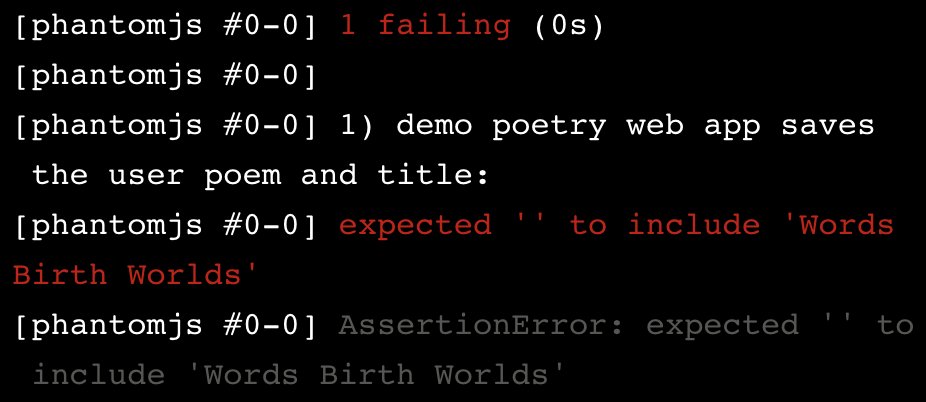 [phantomjs #0-0] 1 failing (0s)
[phantomjs #0-0]
[phantomjs #0-0] 1) demo poetry web app saves
the user poem and title:
[phantomjs #0-0] expected '' to include 'Words
Birth Worlds'
[phantomjs #0-0] AssertionError: expected '' to
include 'Words Birth Worlds'